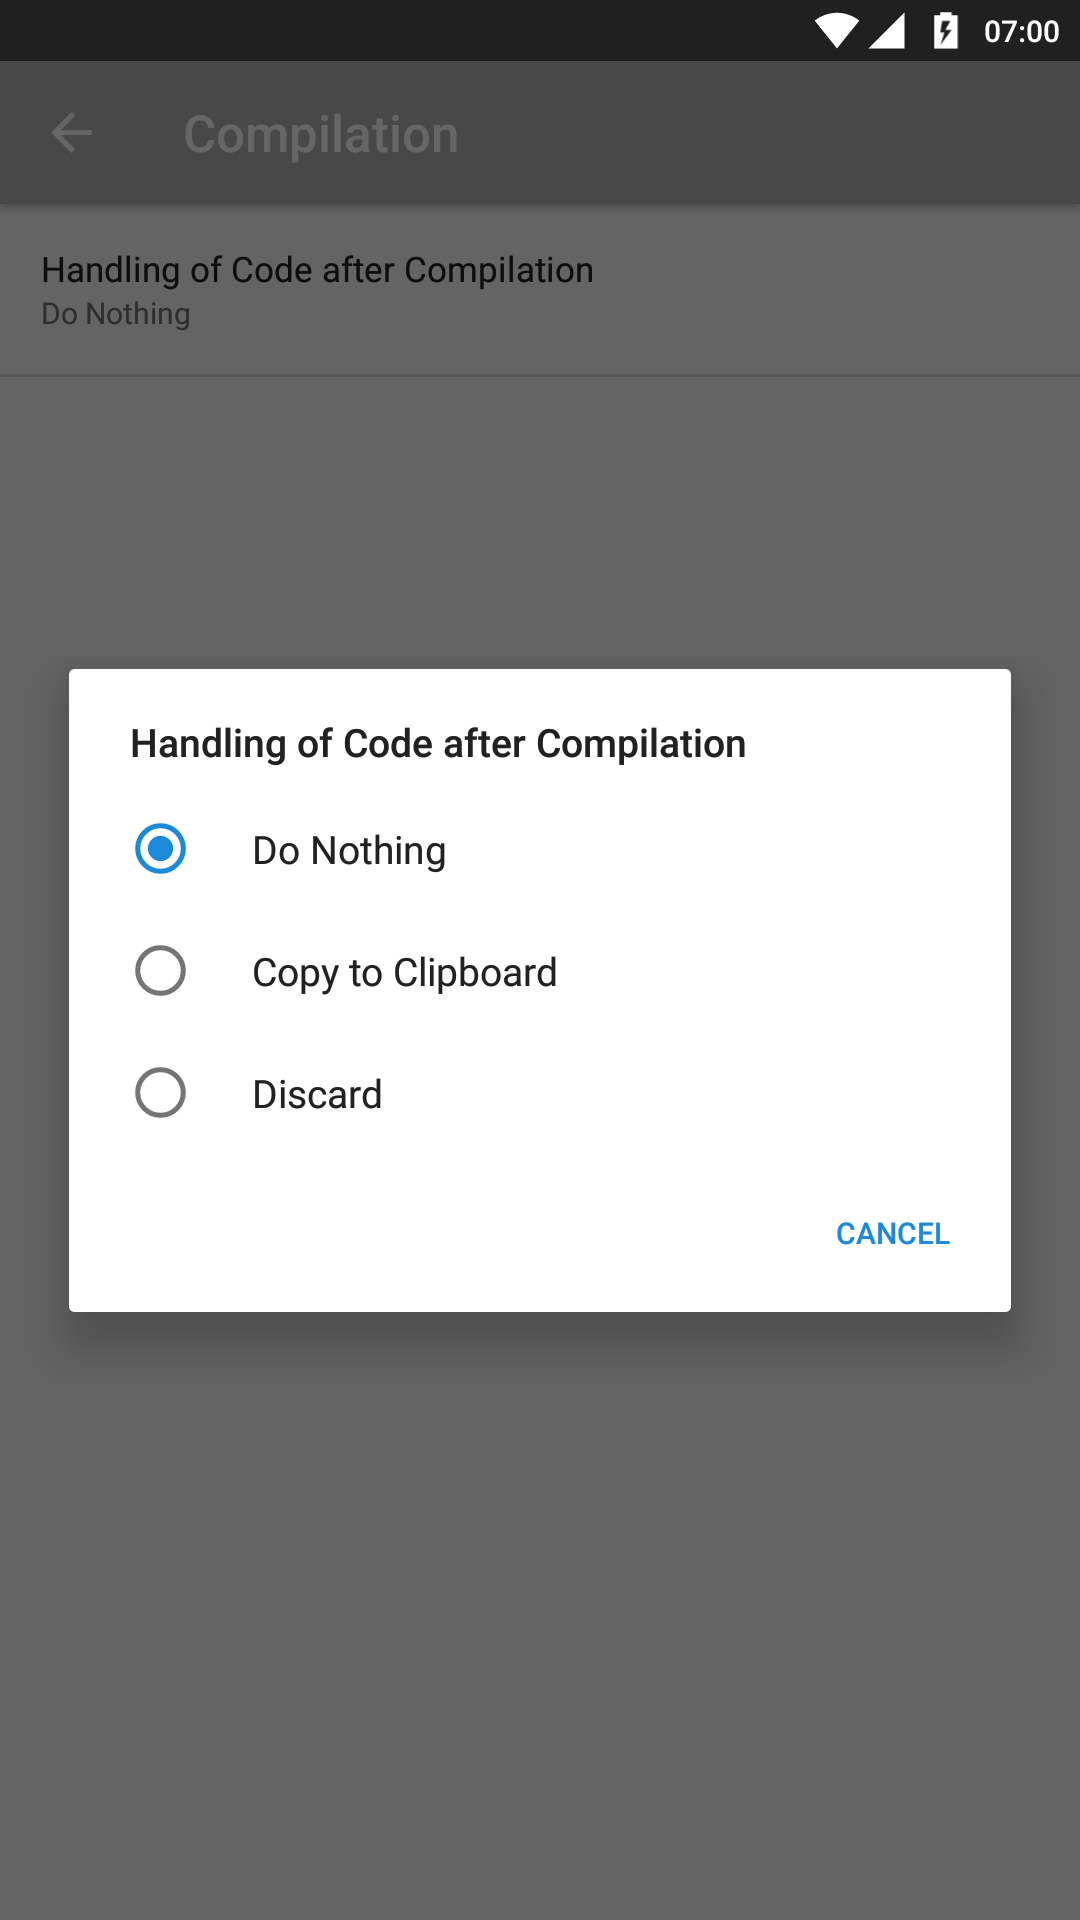 07:00
Compilation
Handling of Code after Compilation
Do Nothing
Handling of Code after Compilation
Do Nothing
Copy to Clipboard
Discard
CANCEL